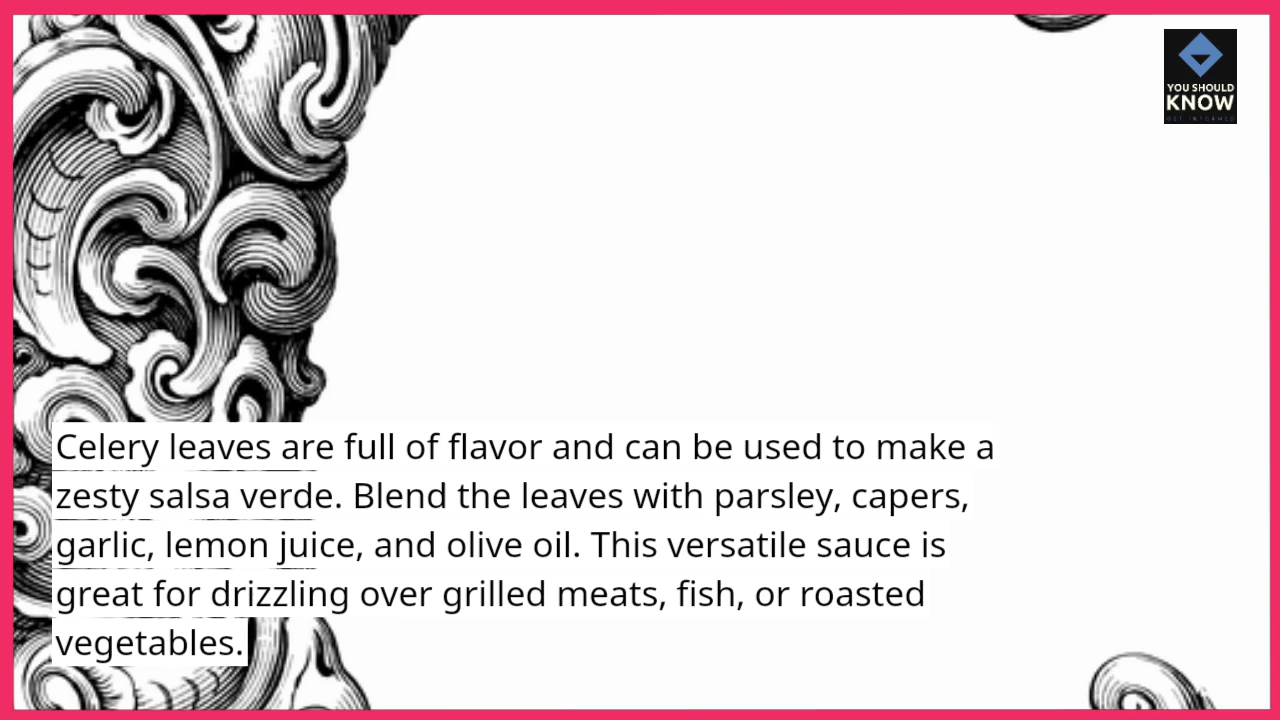 YOU SHOULD
KNOW
GET INFORMED
Celery leaves are full of flavor and can be used to make a
zesty salsa verde. Blend the leaves with parsley, capers,
garlic, lemon juice, and olive oil. This versatile sauce is
great for drizzling over grilled meats, fish, or roasted
vegetables.